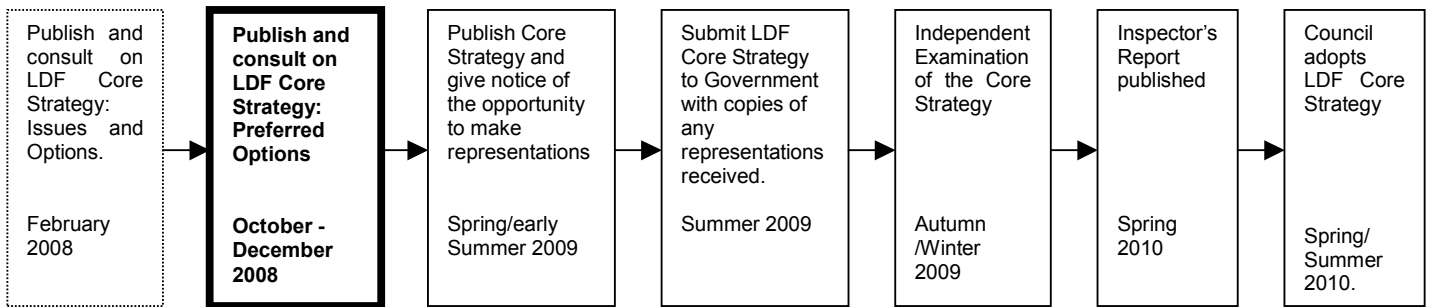 Publish and
consult on
LDF Core
Strategy:
Issues and
Options.
February
2008
Publish and
consult on
LDF Core
Strategy:
Preferred
Options
October -
December
2008
Publish Core
Strategy and
give notice of
the opportunity
to make
representations
Spring/early
Summer 2009
Submit LDF
Core Strategy
to Government
with copies of
any
representations
received.
Summer 2009
Independent
Examination
of the Core
Strategy
Autumn
/Winter
2009
Inspector’s
Report
published
Spring
2010
Council
adopts
LDF Core
Strategy
Spring/
Summer
2010.